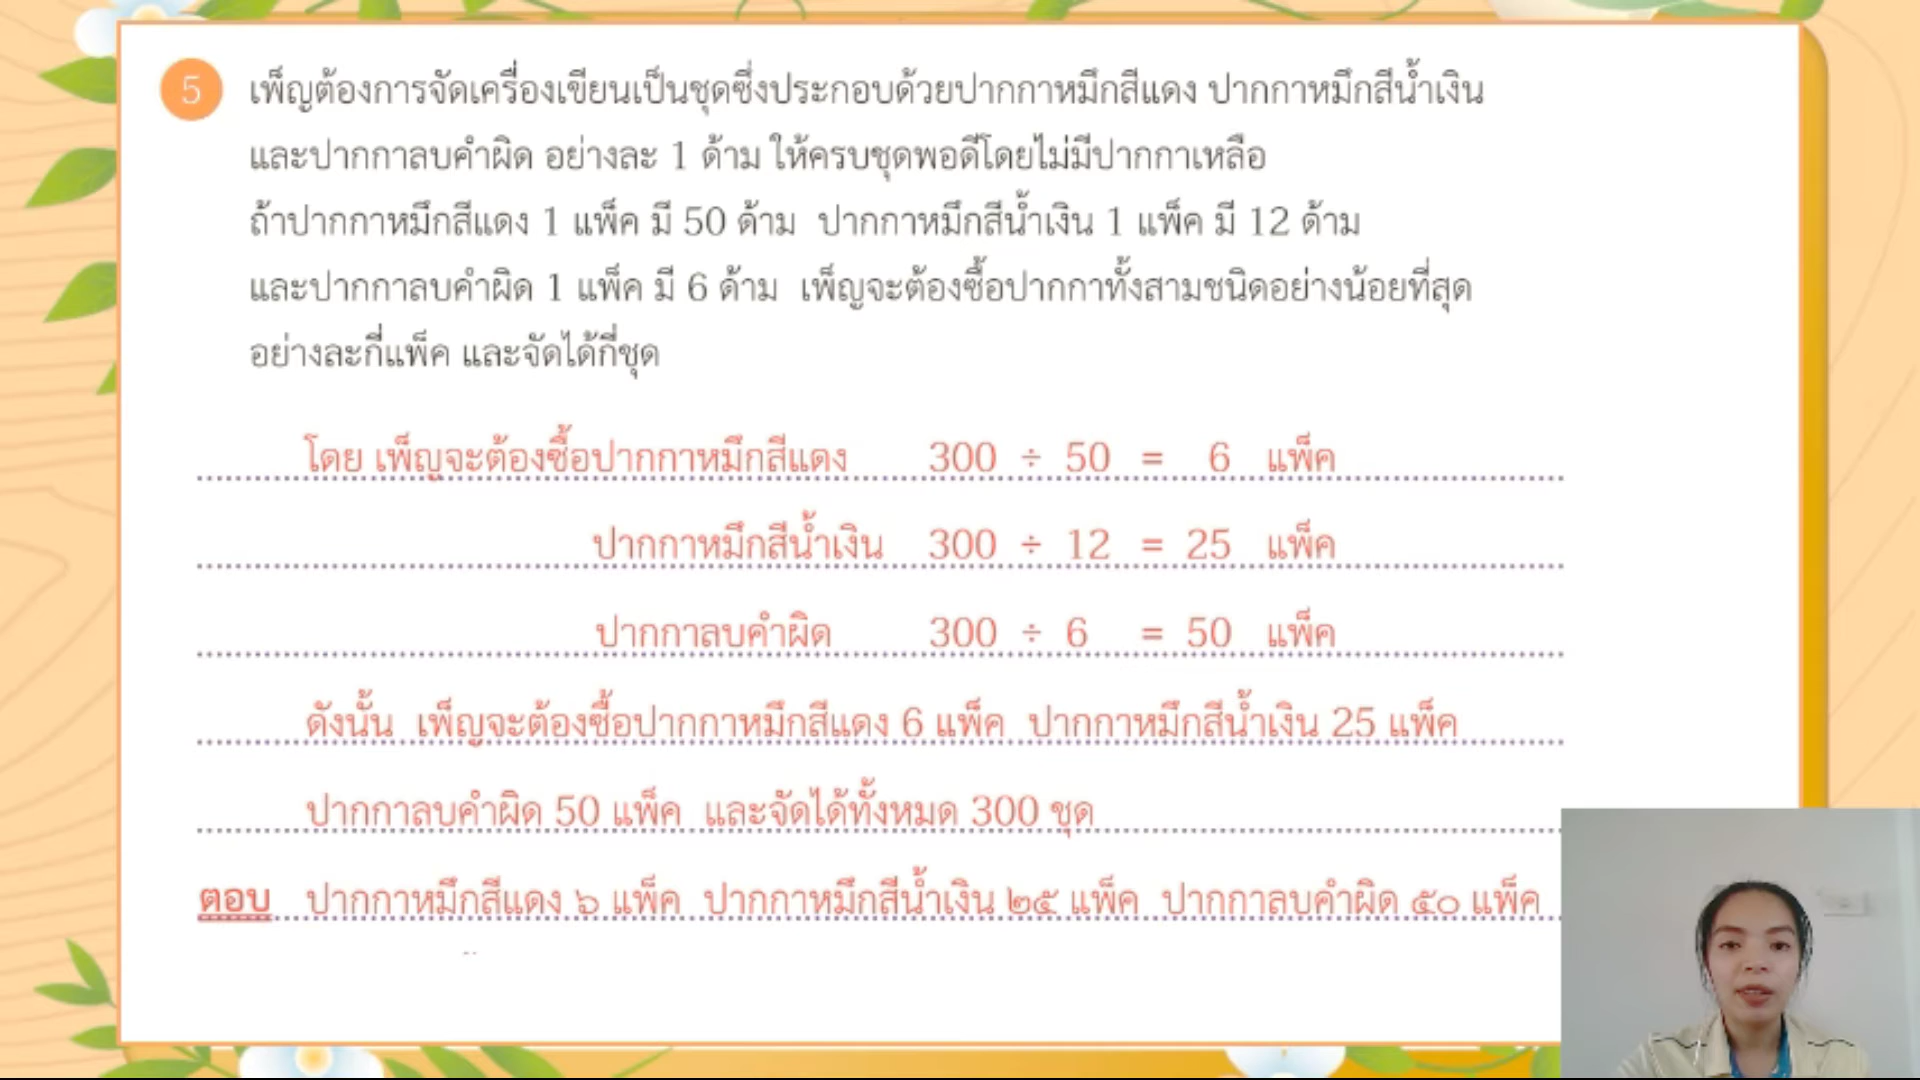 5 เพ็ญต้องการจัดเครื่องเขียนเป็นชุดซึ่งประกอบด้วยปากกาหมึกสีแดง ปากกาหมึกสีน้ำเงิน
และปากกาลบคำผิด อย่างละ 1 ด้าม ให้ครบชุดพอดีโดยไม่มีปากกาเหลือ
ถ้าปากกาหมึกสีแดง 1 แพ็ค มี 50 ด้าม ปากกาหมึกสีน้ำเงิน 1 แพ็ค มี 12 ด้าม
และปากกาลบคำผิด 1 แพ็ค มี 6 ด้าม เพ็ญจะต้องซื้อปากกาทั้งสามชนิดอย่างน้อยที่สุด
อย่างละกี่แพ็ค และจัดได้กี่ชุด
โดย เพ็ญจะต้องซื้อปากกาหมึกสีแดง 300 ÷ 50 = 6 แพ็ค
ปากกาหมึกสีน้ำเงิน 300 ÷ 12 = 25 แพ็ค
ปากกาลบคำผิด 300 ÷ 6 = 50 แพ็ค
ดังนั้น เพ็ญจะต้องซื้อปากกาหมึกสีแดง 6 แพ็ค ปากกาหมึกสีน้ำเงิน 25 แพ็ค
ปากกาลบคำผิด 50 แพ็ค และจัดได้ทั้งหมด 300 ชุด
ตอบ ปากกาหมึกสีแดง ๖ แพ็ค ปากกาหมึกสีน้ำเงิน ๒๕ แพ็ค ปากกาลบคำผิด ๕๐ แพ็ค